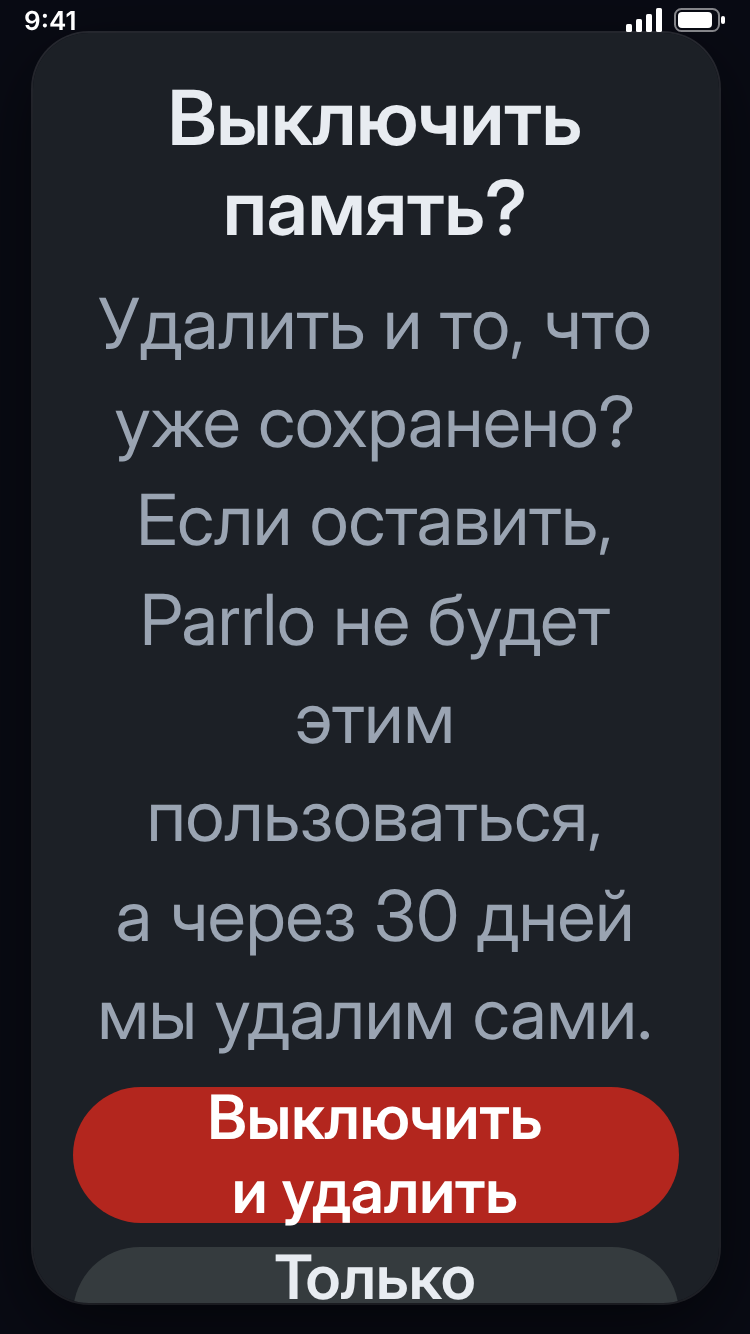 9:41
Выключить
память?
Удалить и то, что
уже сохранено?
Если оставить,
Parrlo не будет
этим
пользоваться,
а через 30 дней
мы удалим сами.
Выключить
и удалить
Только